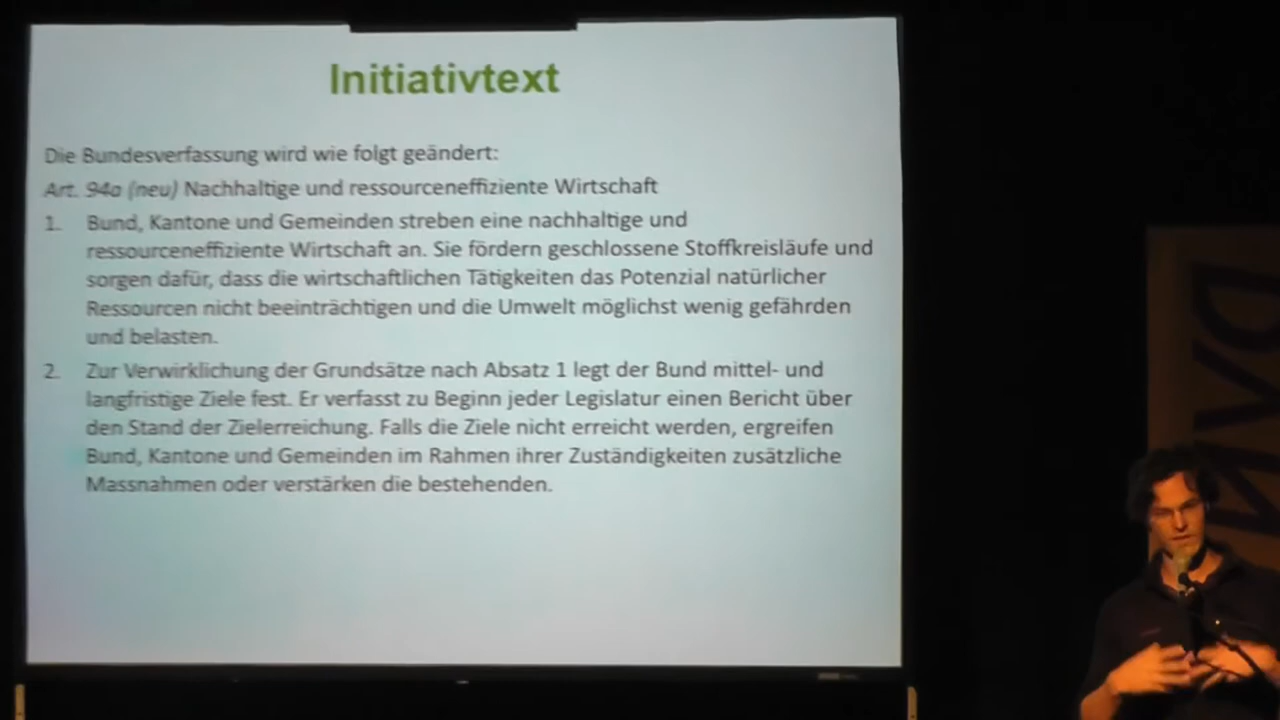 Initiativtext
Die Bundesverfassung wird wie folgt geändert:
Art. 94a (neu) Nachhaltige und ressourceneffiziente Wirtschaft
1. Bund, Kantone und Gemeinden streben eine nachhaltige und
ressourceneffiziente Wirtschaft an. Sie fördern geschlossene Stoffkreisläufe und
sorgen dafür, dass die wirtschaftlichen Tätigkeiten das Potenzial natürlicher
Ressourcen nicht beeinträchtigen und die Umwelt möglichst wenig gefährden
und belasten.
2. Zur Verwirklichung der Grundsätze nach Absatz 1 legt der Bund mittel- und
langfristige Ziele fest. Er verfasst zu Beginn jeder Legislatur einen Bericht über
den Stand der Zielerreichung. Falls die Ziele nicht erreicht werden, ergreifen
Bund, Kantone und Gemeinden im Rahmen ihrer Zuständigkeiten zusätzliche
Massnahmen oder verstärken die bestehenden.